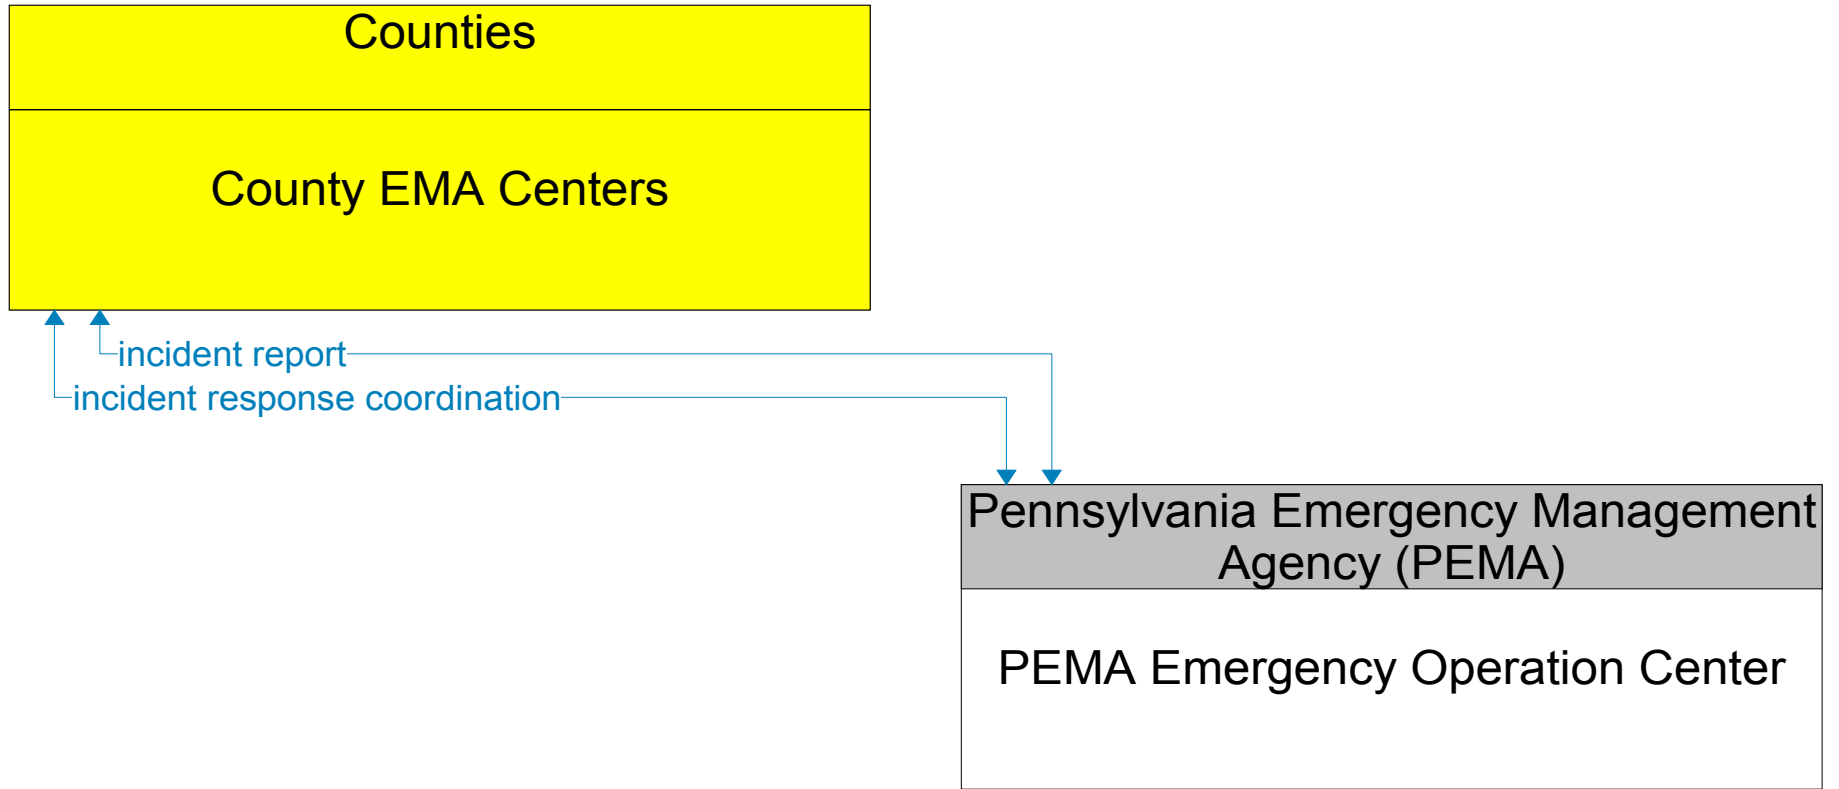 Counties
County EMA Centers
incident report
incident response coordination
Pennsylvania Emergency Management
Agency (PEMA)
PEMA Emergency Operation Center